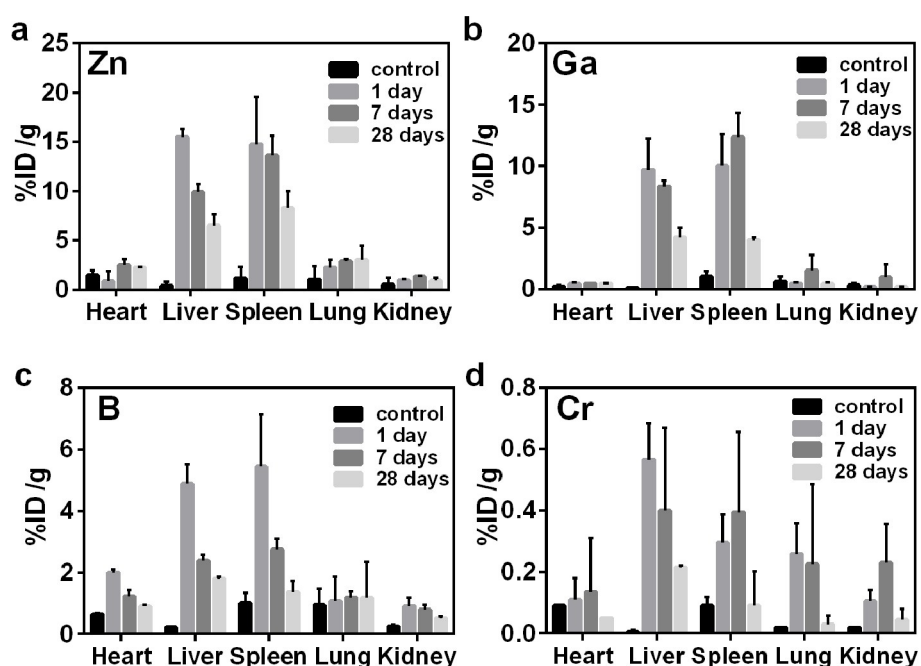 a
Zn
%ID /g
25
20
15
10
5
0
control
1 day
7 days
28 days
Heart Liver Spleen Lung Kidney
b
Ga
%ID /g
20
15
10
5
0
control
1 day
7 days
28 days
Heart Liver Spleen Lung Kidney
c
B
%ID /g
8
6
4
2
0
control
1 day
7 days
28 days
Heart Liver Spleen Lung Kidney
d
Cr
%ID /g
0.8
0.6
0.4
0.2
0.0
control
1 day
7 days
28 days
Heart Liver Spleen Lung Kidney